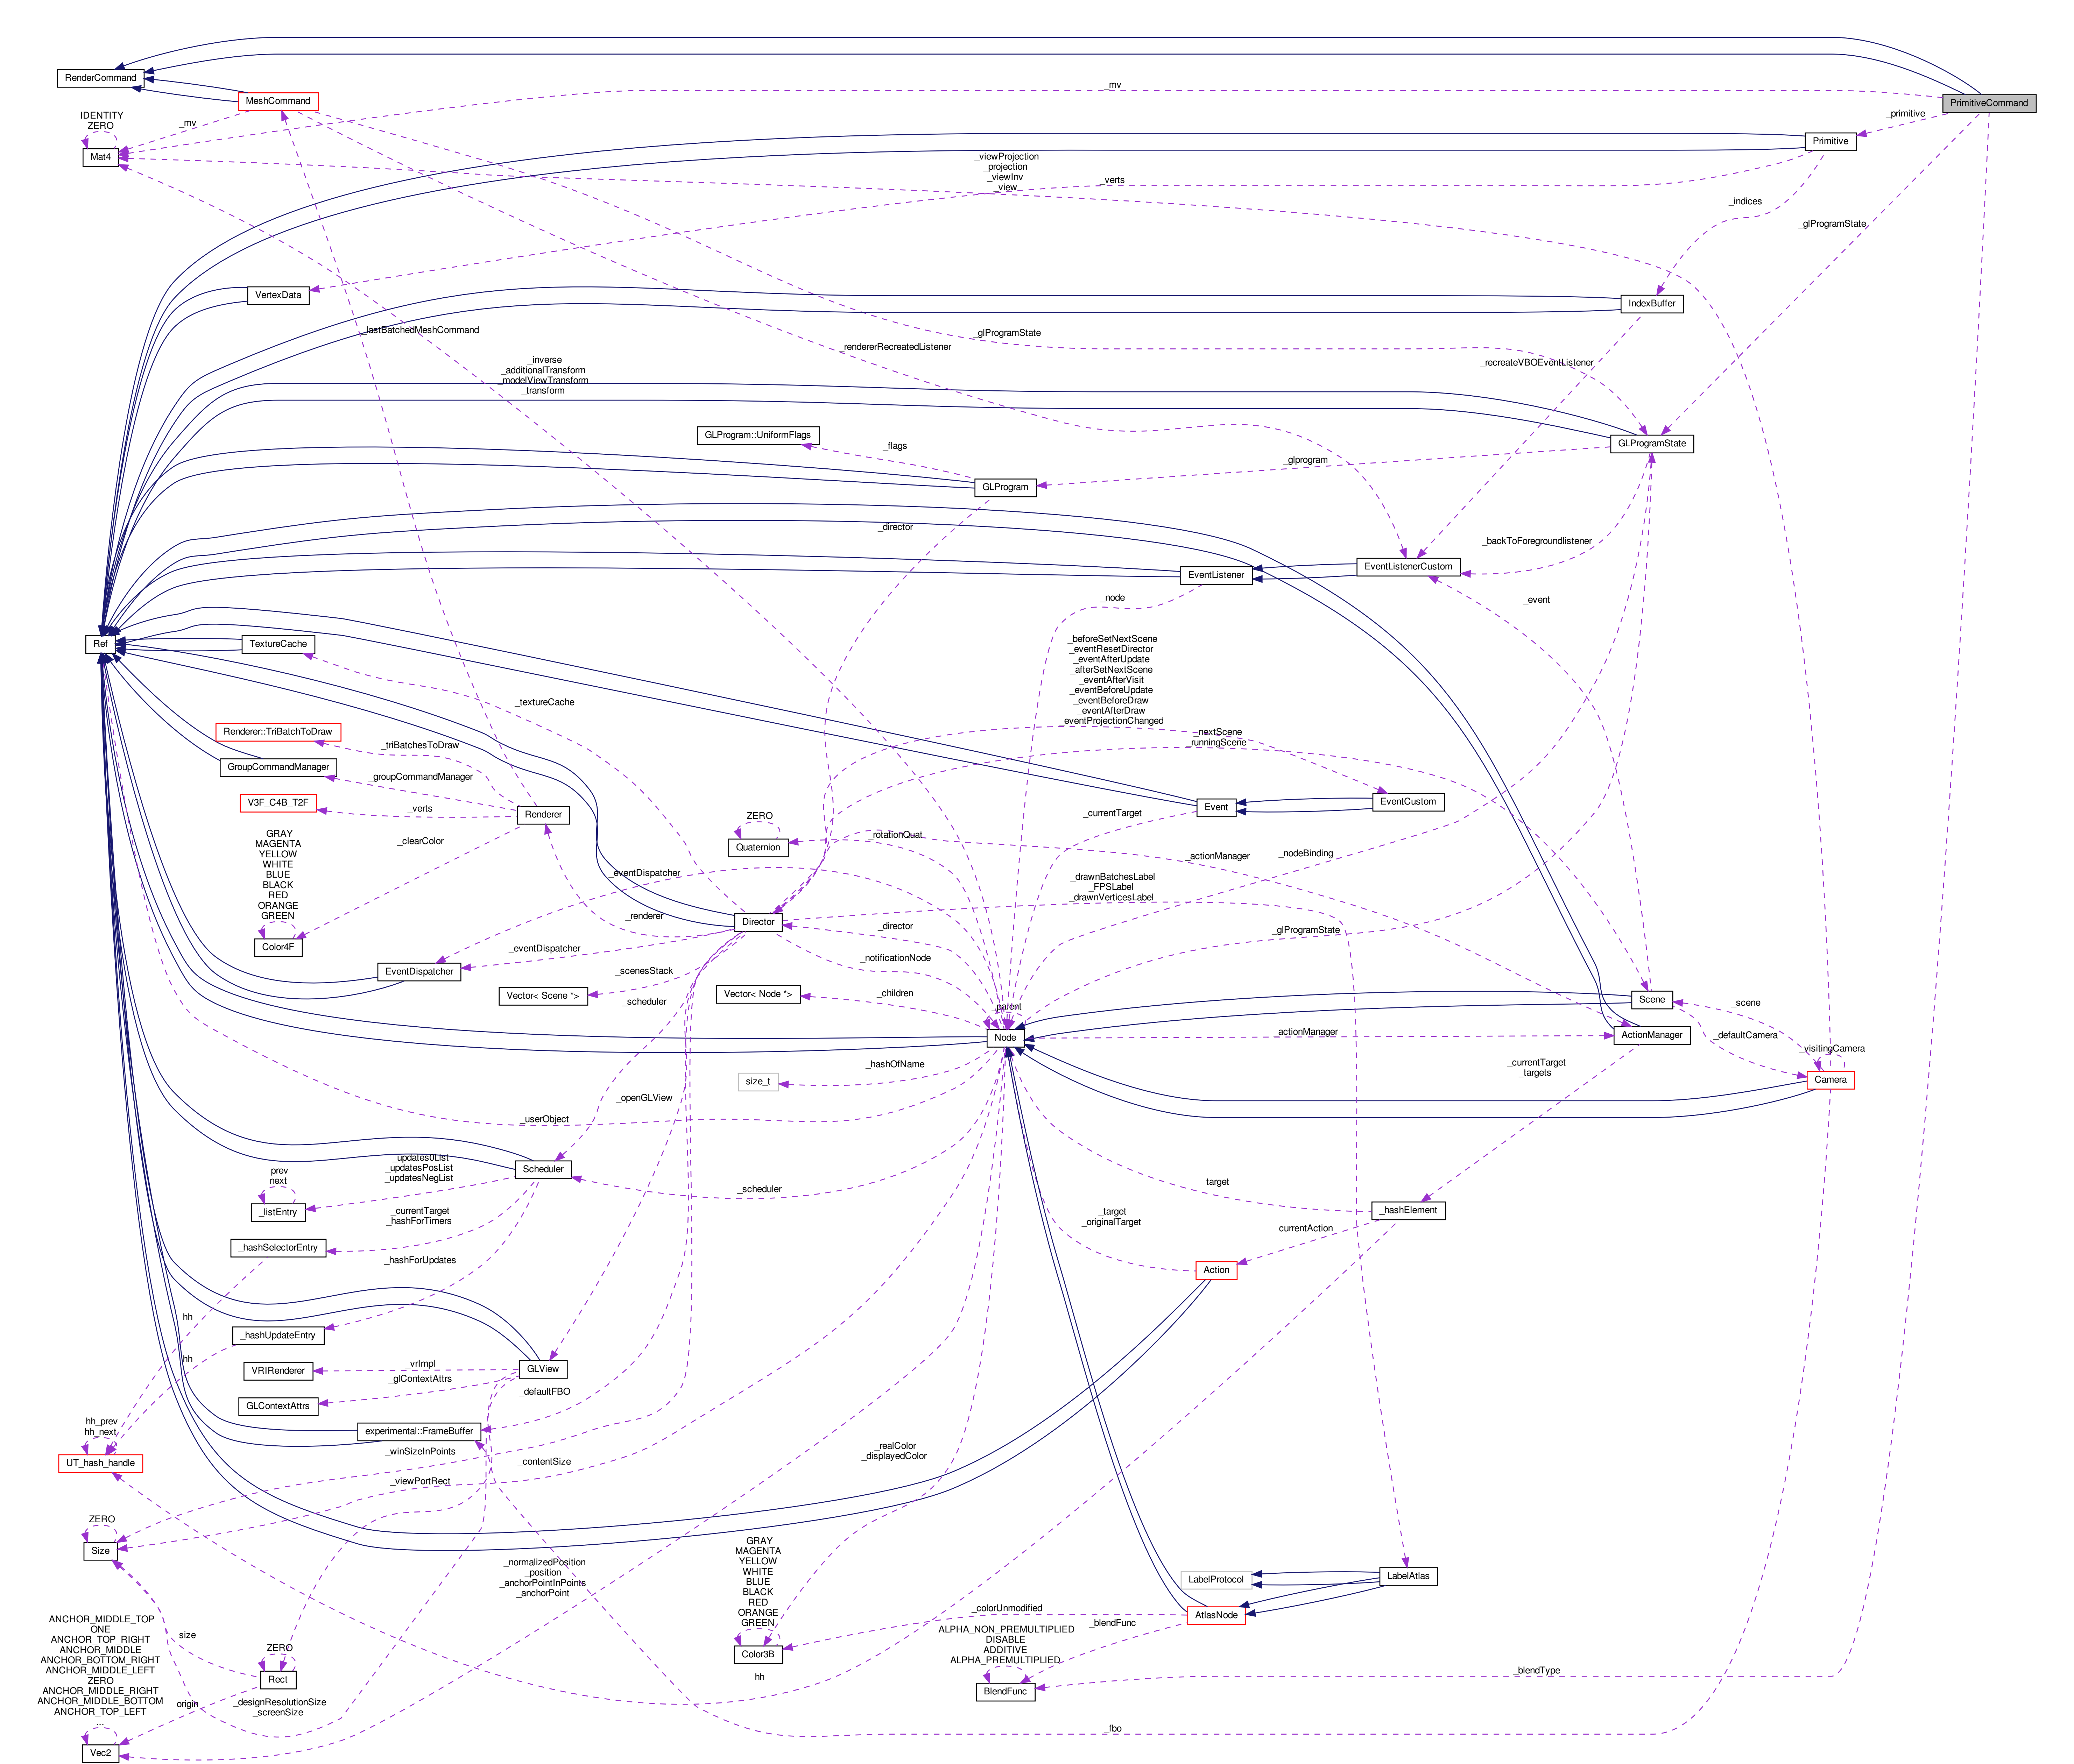 RenderCommand
_mv
MeshCommand
PrimitiveCommand
IDENTITY
ZERO
_mv
_primitive
Mat4
Primitive
_viewProjection
_projection
_viewInv
_view
_verts
_indices
_glProgramState
VertexData
IndexBuffer
_lastBatchedMeshCommand
_glProgramState
_rendererRecreatedListener
_inverse
_additionalTransform
_modelViewTransform
_transform
_recreateVBOEventListener
GLProgram::UniformFlags
_flags
GLProgramState
_glprogram
GLProgram
_director
_backToForegroundlistener
EventListenerCustom
EventListener
_node
_event
Ref
TextureCache
_beforeSetNextScene
_eventResetDirector
_eventAfterUpdate
_afterSetNextScene
_eventAfterVisit
_eventBeforeUpdate
_eventBeforeDraw
_eventAfterDraw
_eventProjectionChanged
_textureCache
Renderer::TriBatchToDraw
_nextScene
_runningScene
_triBatchesToDraw
GroupCommandManager
_groupCommandManager
V3F_C4B_T2F
_verts
Renderer
Event
EventCustom
_currentTarget
ZERO
Quaternion
_rotationQuat
GRAY
MAGENTA
YELLOW
WHITE
BLUE
BLACK
RED
ORANGE
GREEN
_clearColor
_actionManager
_nodeBinding
_eventDispatcher
_drawnBatchesLabel
_FPSLabel
_drawnVerticesLabel
Color4F
_renderer
Director
_director
_glProgramState
_eventDispatcher
_notificationNode
EventDispatcher
_scenesStack
Vector< Scene *>
_scheduler
Vector< Node *>
_children
_parent
Scene
_scene
Node
_actionManager
ActionManager
_defaultCamera
_visitingCamera
_hashOfName
size_t
_currentTarget
_targets
Camera
_openGLView
_userObject
_updates0List
_updatesPosList
_updatesNegList
Scheduler
_scheduler
prev
next
_listEntry
target
_hashElement
_currentTarget
_hashForTimers
_target
_originalTarget
currentAction
_hashSelectorEntry
_hashForUpdates
Action
hh
_hashUpdateEntry
hh
VRIRenderer
_vrImpl
GLView
_glContextAttrs
GLContextAttrs
_defaultFBO
hh_prev
hh_next
experimental::FrameBuffer
UT_hash_handle
_winSizeInPoints
_contentSize
_realColor
_displayedColor
_viewPortRect
ZERO
Size
GRAY
MAGENTA
YELLOW
WHITE
BLUE
BLACK
RED
ORANGE
GREEN
_normalizedPosition
_position
_anchorPointInPoints
_anchorPoint
LabelProtocol
LabelAtlas
AtlasNode
_colorUnmodified
_blendFunc
ANCHOR_MIDDLE_TOP
ONE
ANCHOR_TOP_RIGHT
ANCHOR_MIDDLE
ANCHOR_BOTTOM_RIGHT
ANCHOR_MIDDLE_LEFT
ZERO
ANCHOR_MIDDLE_RIGHT
ANCHOR_MIDDLE_BOTTOM
ANCHOR_TOP_LEFT
...
size
ZERO
Rect
Color3B
ALPHA_NON_PREMULTIPLIED
DISABLE
ADDITIVE
ALPHA_PREMULTIPLIED
BlendFunc
_blendType
hh
origin
_designResolutionSize
_screenSize
_fbo
Vec2